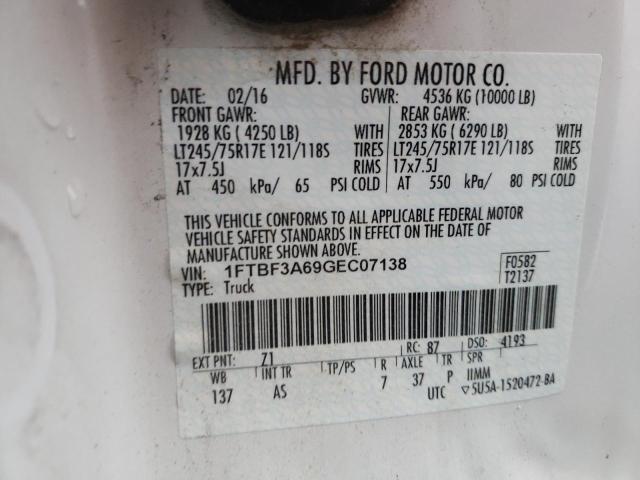 MFD. BY FORD MOTOR CO.
DATE: 02/16 GVWR: 4536 KG (10000 LB)
FRONT GAWR: REAR GAWR:
1928 KG ( 4250 LB) WITH 2853 KG ( 6290 LB) WITH
LT245/75R17E 121/118S TIRES LT245/75R17E 121/118S TIRES
17x7.5J RIMS 17x7.5J RIMS
AT 450 kPa/ 65 PSI COLD AT 550 kPa/ 80 PSI COLD
THIS VEHICLE CONFORMS TO ALL APPLICABLE FEDERAL MOTOR
VEHICLE SAFETY STANDARDS IN EFFECT ON THE DATE OF
MANUFACTURE SHOWN ABOVE.
VIN: 1FTBF3A69GEC07138 F0582
TYPE: Truck T2137
EXT PNT: Z1 RC: 87 DSO: 4193
WB INT TR TP/PS R AXLE TR SPR
137 AS 7 37 P IIMM
UTC ▽5U5A-1520472-BA